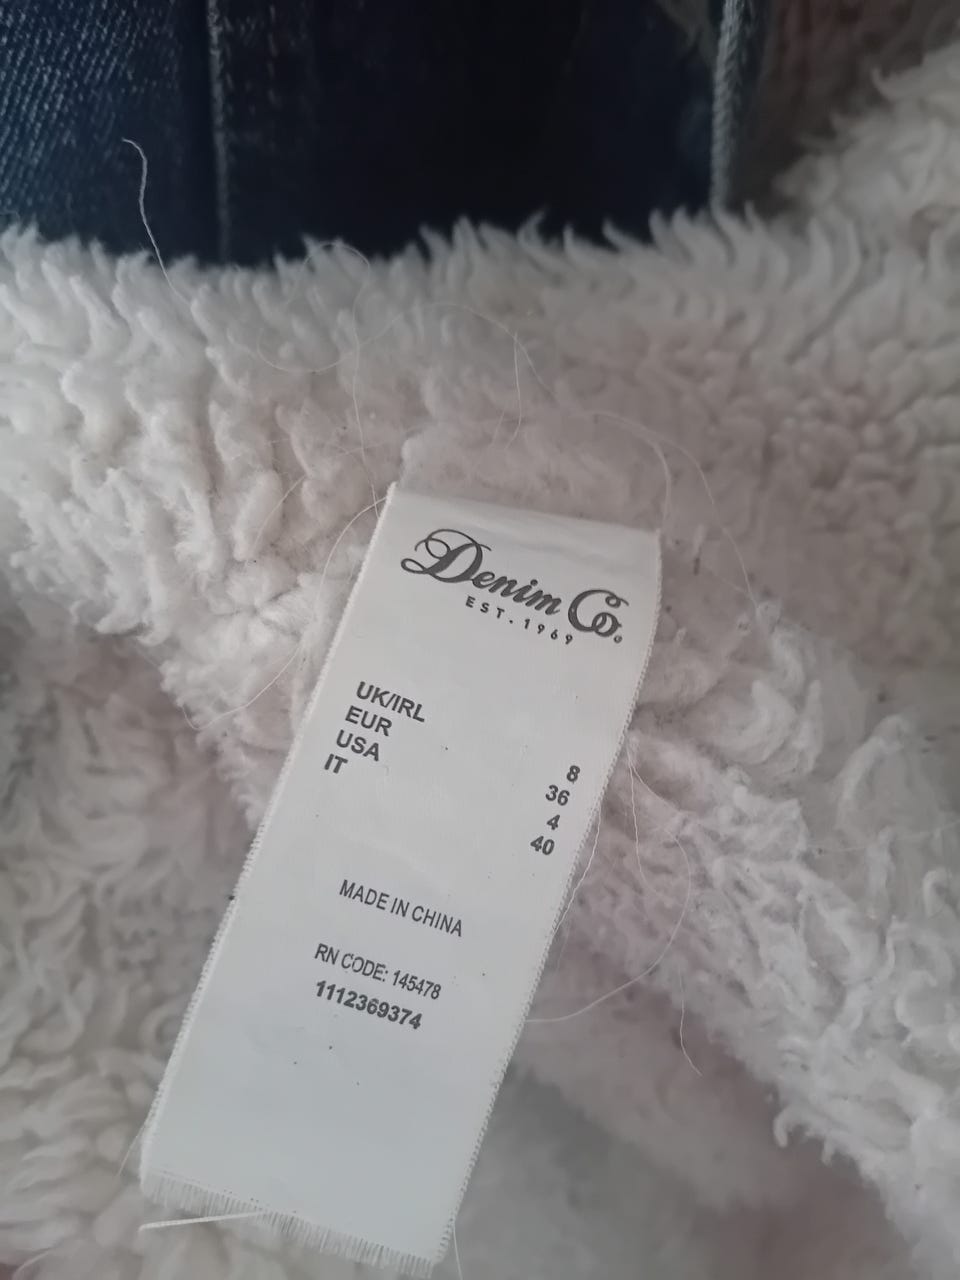 Denim Co.
EST. 1969
UK/IRL 8
EUR 36
USA 4
IT 40
MADE IN CHINA
RN CODE: 145478
1112369374